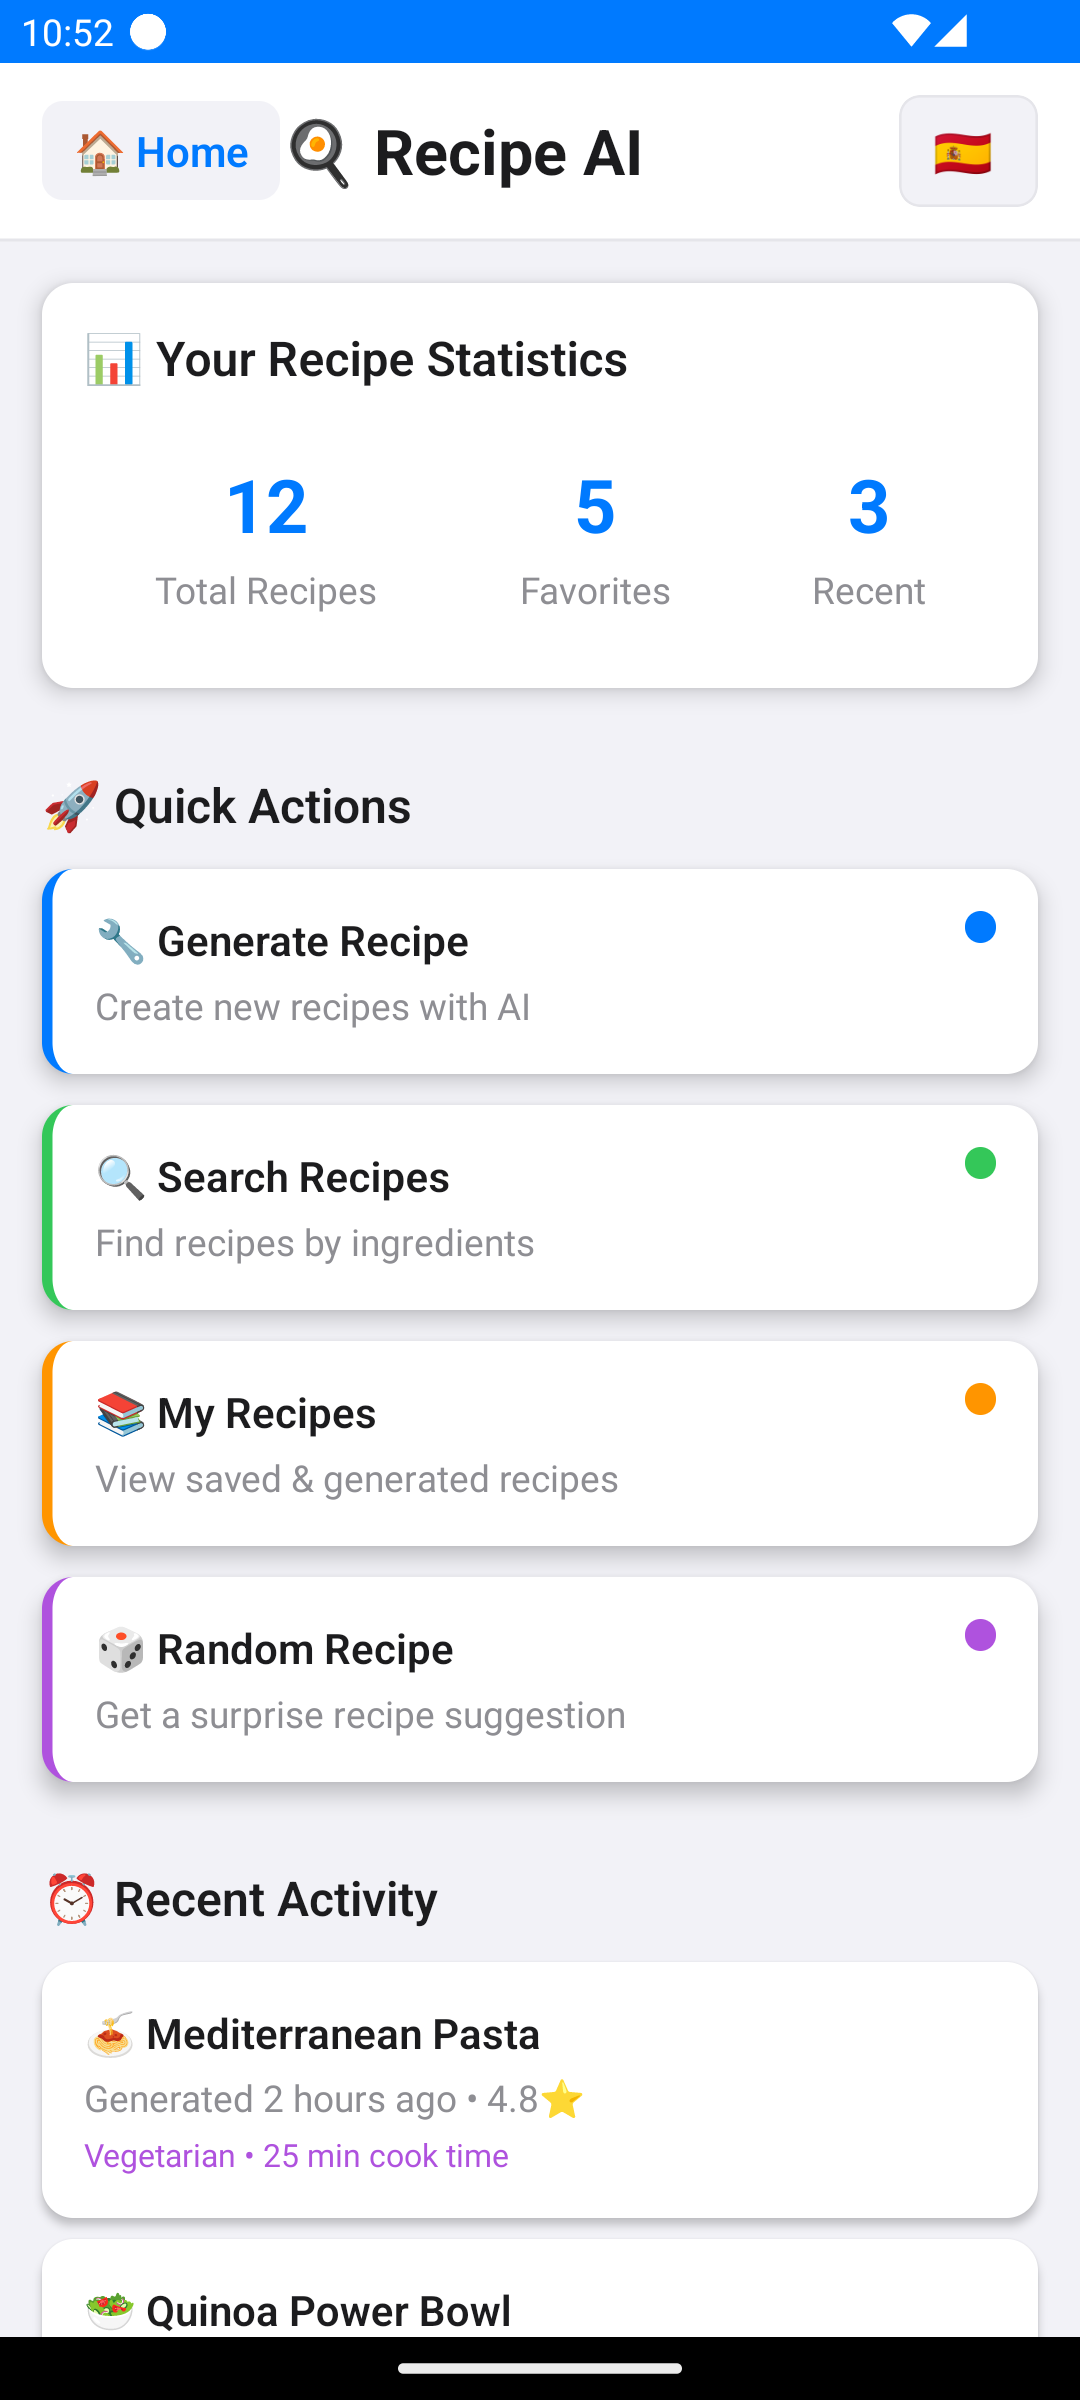 10:52
🏠 Home 🍳 Recipe AI 🇪🇸
📊 Your Recipe Statistics
12 5 3
Total Recipes Favorites Recent
🚀 Quick Actions
🔧 Generate Recipe
Create new recipes with AI
🔍 Search Recipes
Find recipes by ingredients
📚 My Recipes
View saved & generated recipes
🎲 Random Recipe
Get a surprise recipe suggestion
⏰ Recent Activity
🍝 Mediterranean Pasta
Generated 2 hours ago • 4.8⭐
Vegetarian • 25 min cook time
🥗 Quinoa Power Bowl